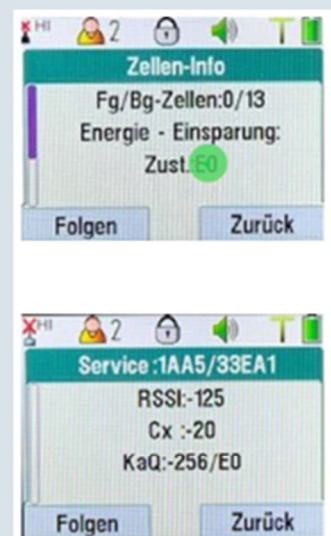 HI 2 T
Zellen-Info
Fg/Bg-Zellen:0/13
Energie - Einsparung:
Zust.:E0
Folgen Zurück
HI 2 T
Service :1AA5/33EA1
RSSI:-125
Cx :-20
KaQ:-256/E0
Folgen Zurück